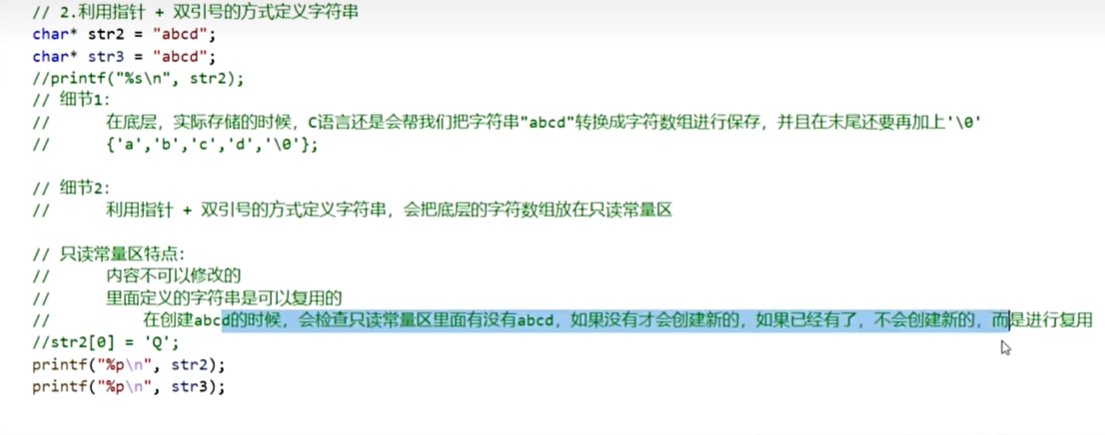 // 2.利用指针 + 双引号的方式定义字符串
char* str2 = "abcd";
char* str3 = "abcd";
//printf("%s\n", str2);
// 细节1:
//      在底层，实际存储的时候，C语言还是会帮我们把字符串"abcd"转换成字符数组进行保存，并且在末尾还要再加上'\0'
//      {'a','b','c','d','\0'};
// 细节2:
//      利用指针 + 双引号的方式定义字符串，会把底层的字符数组放在只读常量区
// 只读常量区特点:
//      内容不可以修改的
//      里面定义的字符串是可以复用的
//          在创建abcd的时候，会检查只读常量区里面有没有abcd，如果没有才会创建新的，如果已经有了，不会创建新的，而是进行复用
//str2[0] = 'Q';
printf("%p\n", str2);
printf("%p\n", str3);